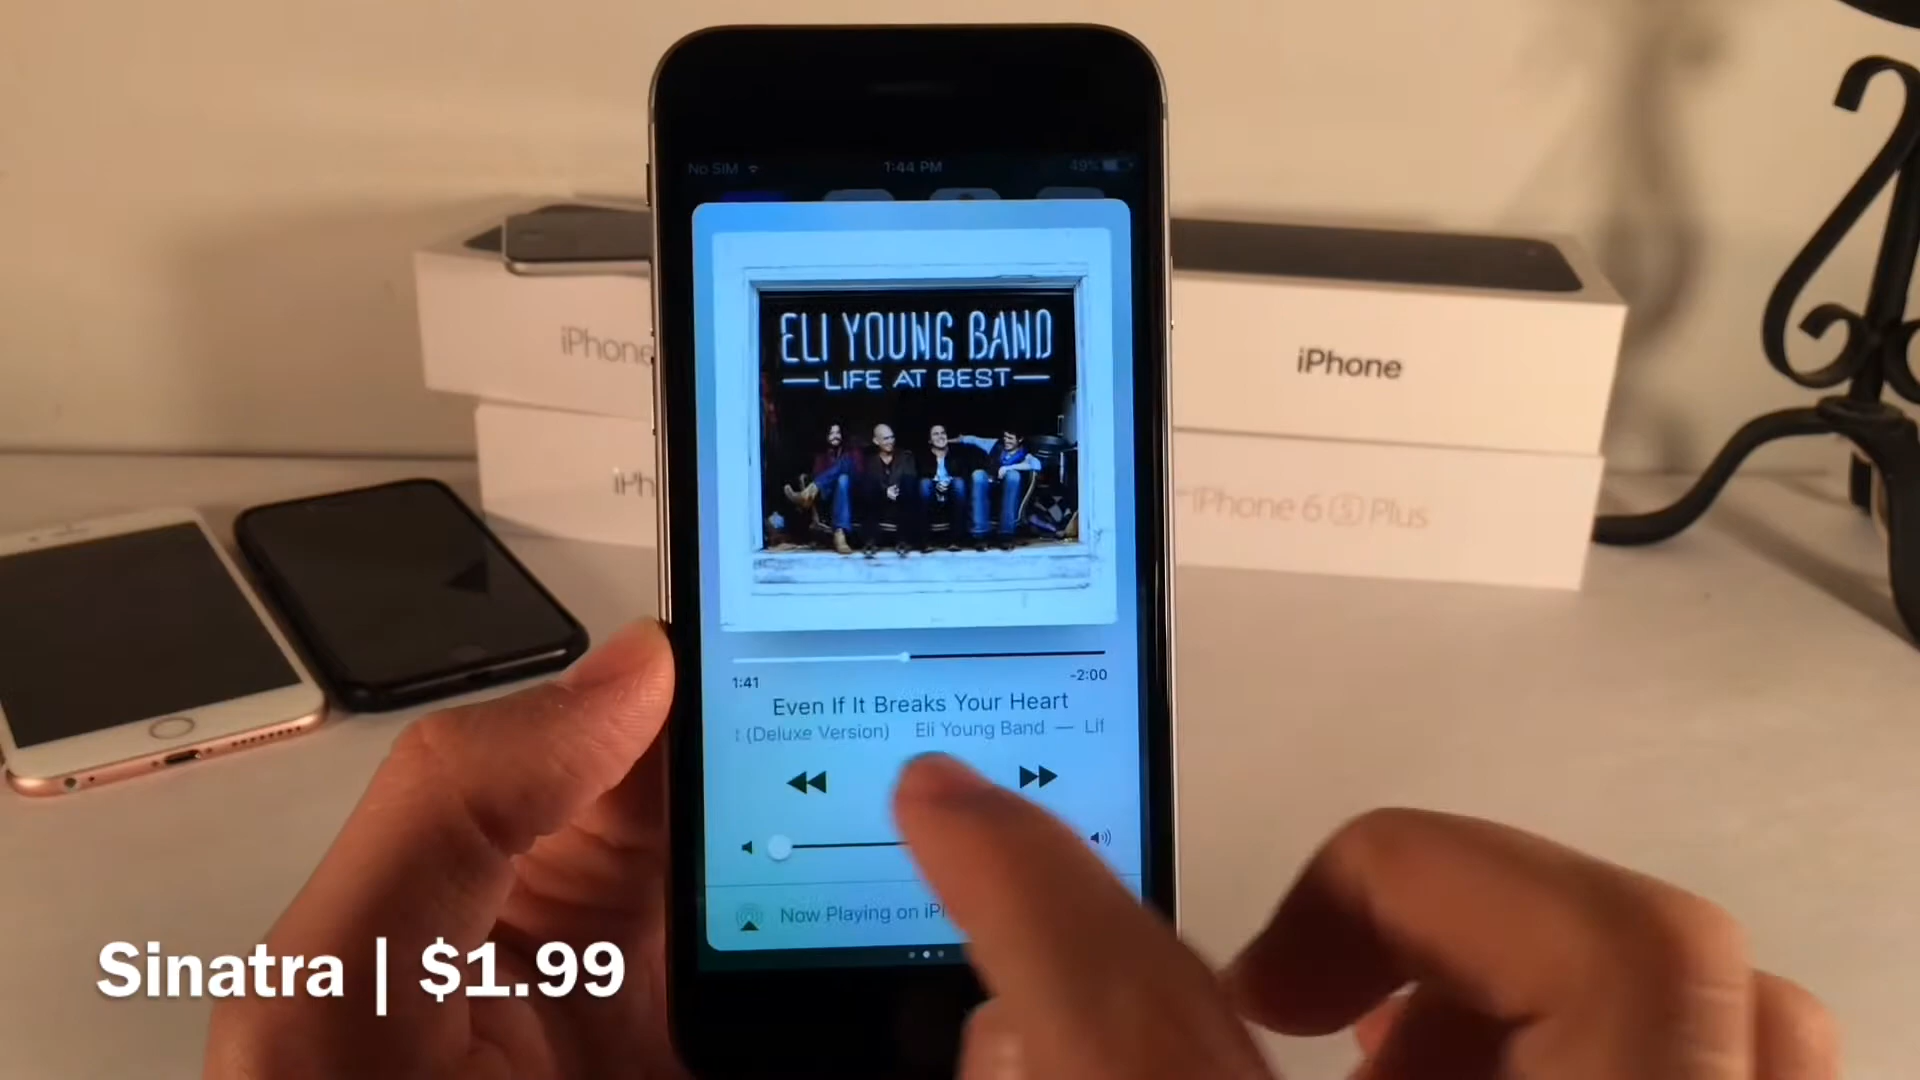 No SIM
1:44 PM
49%
ELI YOUNG BAND
LIFE AT BEST
iPhone
iPhone
iPh
iPhone 6S Plus
1:41
-2:00
Even If It Breaks Your Heart
(Deluxe Version) Eli Young Band — Lif
Now Playing on iPh
Sinatra | $1.99